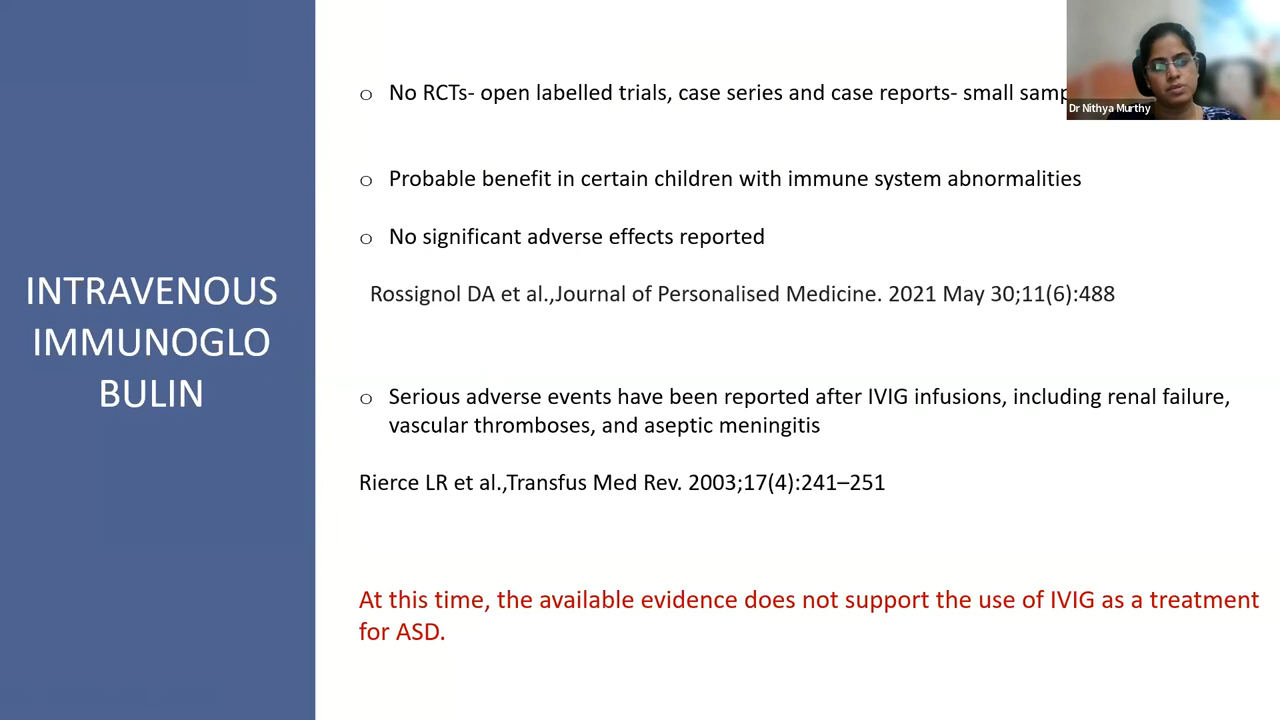 INTRAVENOUS
IMMUNOGLO
BULIN
o No RCTs- open labelled trials, case series and case reports- small
Dr Nithya Murthy
o Probable benefit in certain children with immune system abnormalities
o No significant adverse effects reported
Rossignol DA et al.,Journal of Personalised Medicine. 2021 May 30;11(6):488
o Serious adverse events have been reported after IVIG infusions, including renal failure,
vascular thromboses, and aseptic meningitis
Rierce LR et al.,Transfus Med Rev. 2003;17(4):241–251
At this time, the available evidence does not support the use of IVIG as a treatment
for ASD.